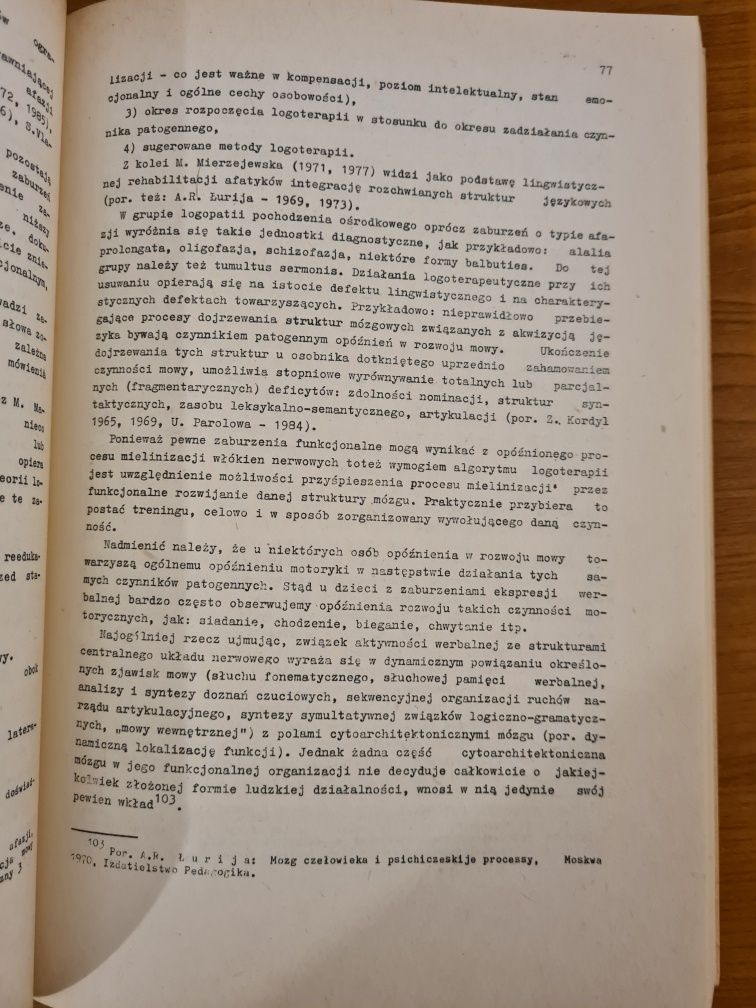 77
lizacji - co jest ważne w kompensacji, poziom intelektualny, stan emo-
cjonalny i ogólne cechy osobowości),
3) okres rozpoczęcia logoterapii w stosunku do okresu zadziałania czyn-
nika patogennego,
4) sugerowane metody logoterapii.
Z kolei M. Mierzejewska (1971, 1977) widzi jako podstawę lingwistycz-
nej rehabilitacji afatyków integrację rozchwianych struktur językowych
(por. też: A.R. Łurija - 1969, 1973).
W grupie logopatii pochodzenia ośrodkowego oprócz zaburzeń o typie afa-
zji wyróżnia się takie jednostki diagnostyczne, jak przykładowo: alalia
prolongata, oligofazja, schizofazja, niektóre formy balbuties. Do tej
grupy należy też tumultus sermonis. Działania logoterapeutyczne przy ich
usuwaniu opierają się na istocie defektu lingwistycznego i na charaktery-
stycznych defektach towarzyszących. Przykładowo: nieprawidłowo przebie-
gające procesy dojrzewania struktur mózgowych związanych z akwizycją ję-
zyka bywają czynnikiem patogennym opóźnień w rozwoju mowy. Ukończenie
dojrzewania tych struktur u osobnika dotkniętego uprzednio zahamowaniem
czynności mowy, umożliwia stopniowe wyrównywanie totalnych lub parcjal-
nych (fragmentarycznych) deficytów: zdolności nominacji, struktur syn-
taktycznych, zasobu leksykalno-semantycznego, artykulacji (por. Z. Kordyl
1965, 1969, U. Parolowa - 1984).
Ponieważ pewne zaburzenia funkcjonalne mogą wynikać z opóźnionego pro-
cesu mielinizacji włókien nerwowych toteż wymogiem algorytmu logoterapii
jest uwzględnienie możliwości przyśpieszenia procesu mielinizacji przez
funkcjonalne rozwijanie danej struktury mózgu. Praktycznie przybiera to
postać treningu, celowo i w sposób zorganizowany wywołującego daną czyn-
ność.
Nadmienić należy, że u niektórych osób opóźnienia w rozwoju mowy to-
warzyszą ogólnemu opóźnieniu motoryki w następstwie działania tych sa-
mych czynników patogennych. Stąd u dzieci z zaburzeniami ekspresji wer-
balnej bardzo często obserwujemy opóźnienia rozwoju takich czynności mo-
torycznych, jak: siadanie, chodzenie, bieganie, chwytanie itp.
Najogólniej rzecz ujmując, związek aktywności werbalnej ze strukturami
centralnego układu nerwowego wyraża się w dynamicznym powiązaniu określo-
nych zjawisk mowy (słuchu fonematycznego, słuchowej pamięci werbalnej,
analizy i syntezy doznań czuciowych, sekwencyjnej organizacji ruchów na-
rządu artykulacyjnego, syntezy symultatywnej związków logiczno-gramatycz-
nych, „mowy wewnętrznej") z polami cytoarchitektonicznymi mózgu (por. dy-
namiczną lokalizację funkcji). Jednak żadna część cytoarchitektoniczna
mózgu w jego funkcjonalnej organizacji nie decyduje całkowicie o jakiej-
kolwiek złożonej formie ludzkiej działalności, wnosi w nią jedynie swój
pewien wkład103.
103
Por. A.R. Łurija: Mozg czełowieka i psichiczeskije processy, Moskwa
1970, Izdatielstwo Pedagogika.